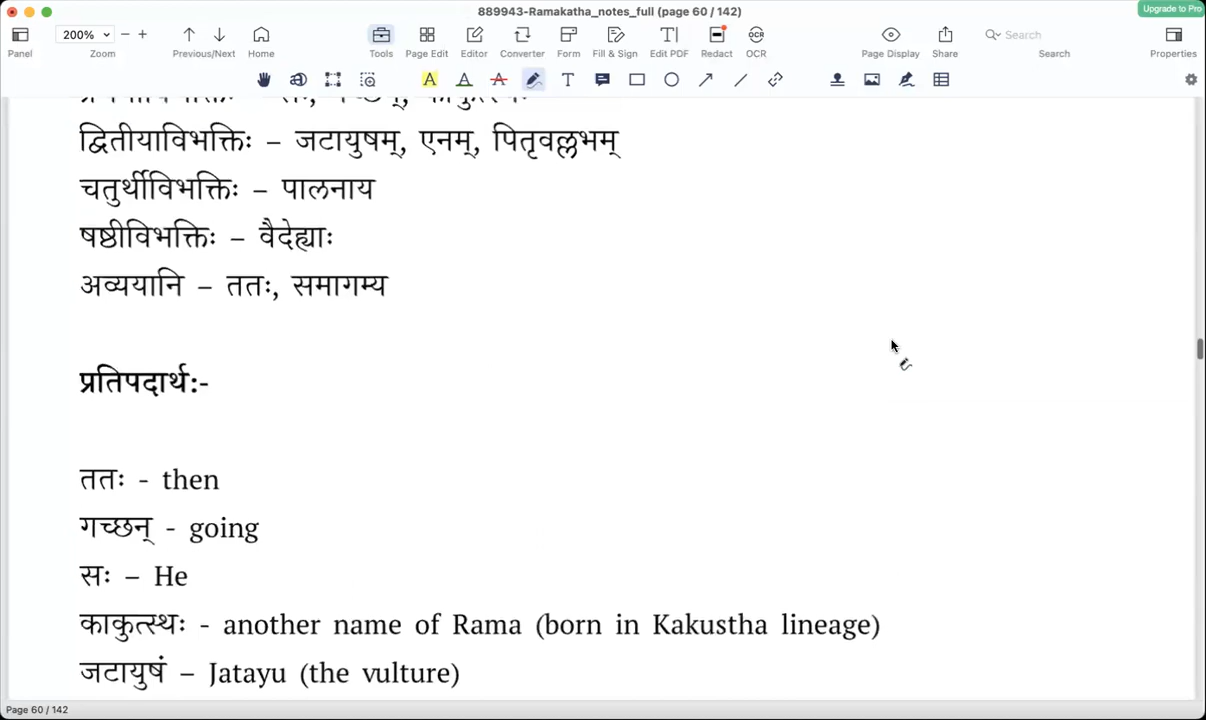 889943-Ramakatha_notes_full (page 60 / 142)
Upgrade to Pro
200%
Search
Panel Zoom Previous/Next Home Tools Page Edit Editor Converter Form Fill & Sign Edit PDF Redact OCR Page Display Share Search Properties
द्वितीयाविभक्तिः – जटायुषम्, एनम्, पितृवल्लभम्
चतुर्थीविभक्तिः – पालनाय
षष्ठीविभक्तिः – वैदेह्याः
अव्ययानि – ततः, समागम्य
प्रतिपदार्थ:-
ततः - then
गच्छन् - going
सः – He
काकुत्स्थः - another name of Rama (born in Kakustha lineage)
जटायुषं – Jatayu (the vulture)
Page 60 / 142